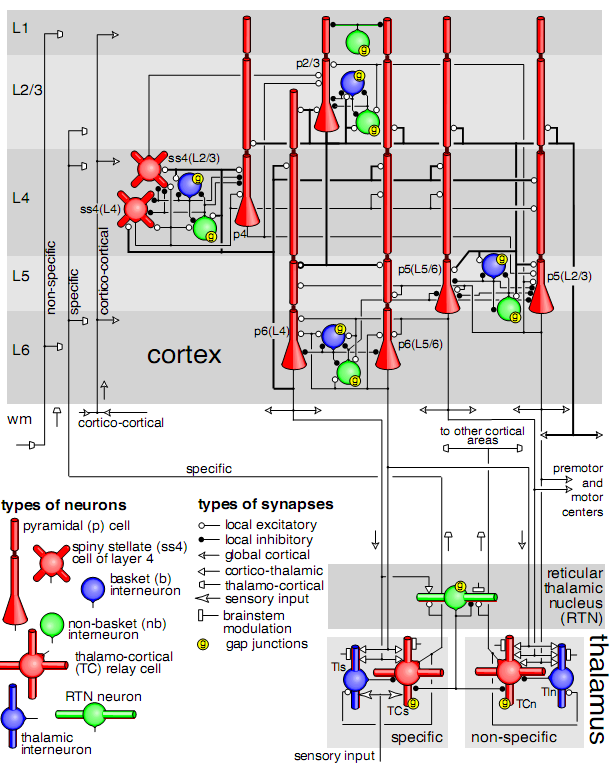 L1
L2/3
L4
L5
L6
wm
p2/3
g
g
g
ss4(L2/3)
ss4(L4)
g
g
p4
non-specific
specific
cortico-cortical
cortex
p5(L5/6)
p5(L2/3)
g
g
p6(L4)
p6(L5/6)
g
g
cortico-cortical
to other cortical
areas
specific
premotor
and
motor
centers
types of neurons
pyramidal (p) cell
spiny stellate (ss4)
cell of layer 4
basket (b)
interneuron
non-basket (nb)
interneuron
thalamo-cortical
(TC) relay cell
RTN neuron
thalamic
interneuron
types of synapses
local excitatory
local inhibitory
global cortical
cortico-thalamic
thalamo-cortical
sensory input
brainstem
modulation
g gap junctions
g
reticular
thalamic
nucleus
(RTN)
thalamus
TIs
TCs
g
TCn
g
TIn
specific
non-specific
sensory input